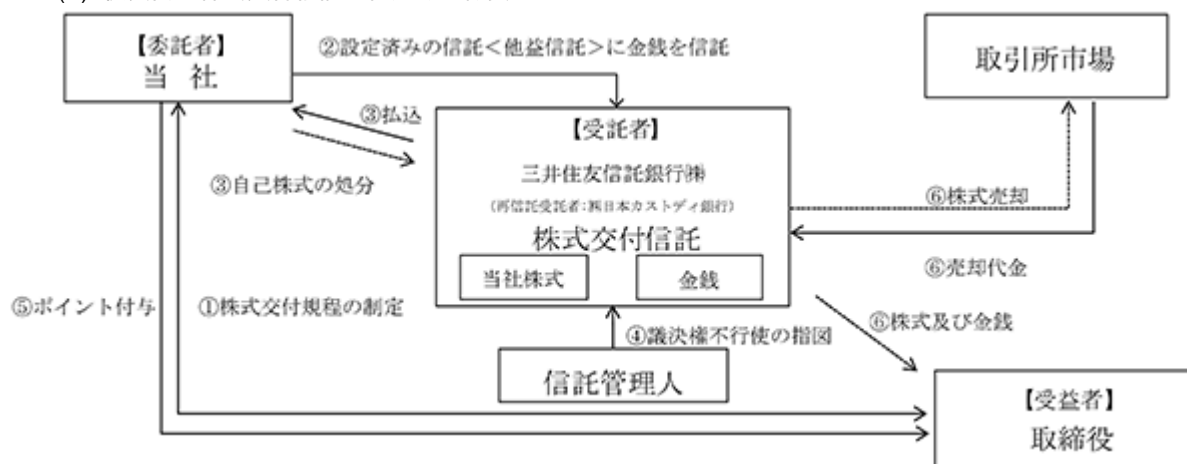 【委託者】
当 社
②設定済みの信託<他益信託>に金銭を信託
取引所市場
③払込
【受託者】
三井住友信託銀行㈱
(再信託受託者:㈱日本カストディ銀行)
③自己株式の処分
⑥株式売却
株式交付信託
当社株式
金銭
⑥売却代金
⑤ポイント付与
①株式交付規程の制定
⑥株式及び金銭
④議決権不行使の指図
信託管理人
【受益者】
取締役